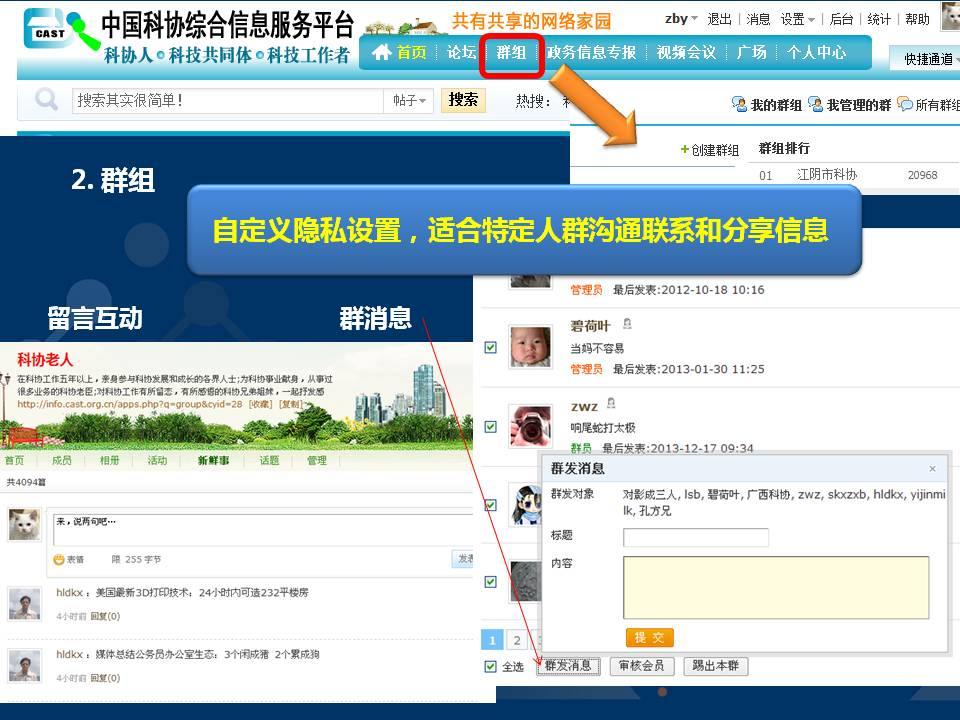 CAST
中国科协综合信息服务平台
科协人 科技共同体 科技工作者
共有共享的网络家园
zby 退出 消息 设置 后台 统计 帮助
首页 论坛 群组 政务信息专报 视频会议 广场 个人中心
快捷通道
搜索其实很简单!
帖子
搜索
热搜:
我的群组 我管理的群 所有群组
+创建群组
群组排行
01 江阴市科协 20968
2. 群组
自定义隐私设置，适合特定人群沟通联系和分享信息
留言互动
群消息
科协老人
在科协工作五年以上，亲身参与科协发展和成长的各界人士;为科协事业献身，从事过
很多业务的科协老臣;对科协工作有所留恋，有所感悟的科协兄弟姐妹，一起抒发感
http://info.cast.org.cn/apps.php?q=group&cyid=28 [收藏] [复制]
首页 成员 相册 活动 新鲜事 话题 管理
共4094篇
来，说两句吧…
表情 限 255 字节
发表
hldkx： 美国最新3D打印技术：24小时内可造232平楼房
4小时前 回复(0)
hldkx： 媒体总结公务员办公室生态：3个闲成猪 2个累成狗
4小时前 回复(0)
管理员 最后发表:2012-10-18 10:16
碧荷叶
当妈不容易
管理员 最后发表:2013-01-30 11:25
zwz
响尾蛇打太极
群员 最后发表:2013-12-17 09:34
群发消息
×
群发对象 对影成三人, lsb, 碧荷叶, 广西科协, zwz, skxzxb, hldkx, yijinmi
lk, 孔方兄
标题
内容
提 交
1 2
全选 群发消息 审核会员 踢出本群